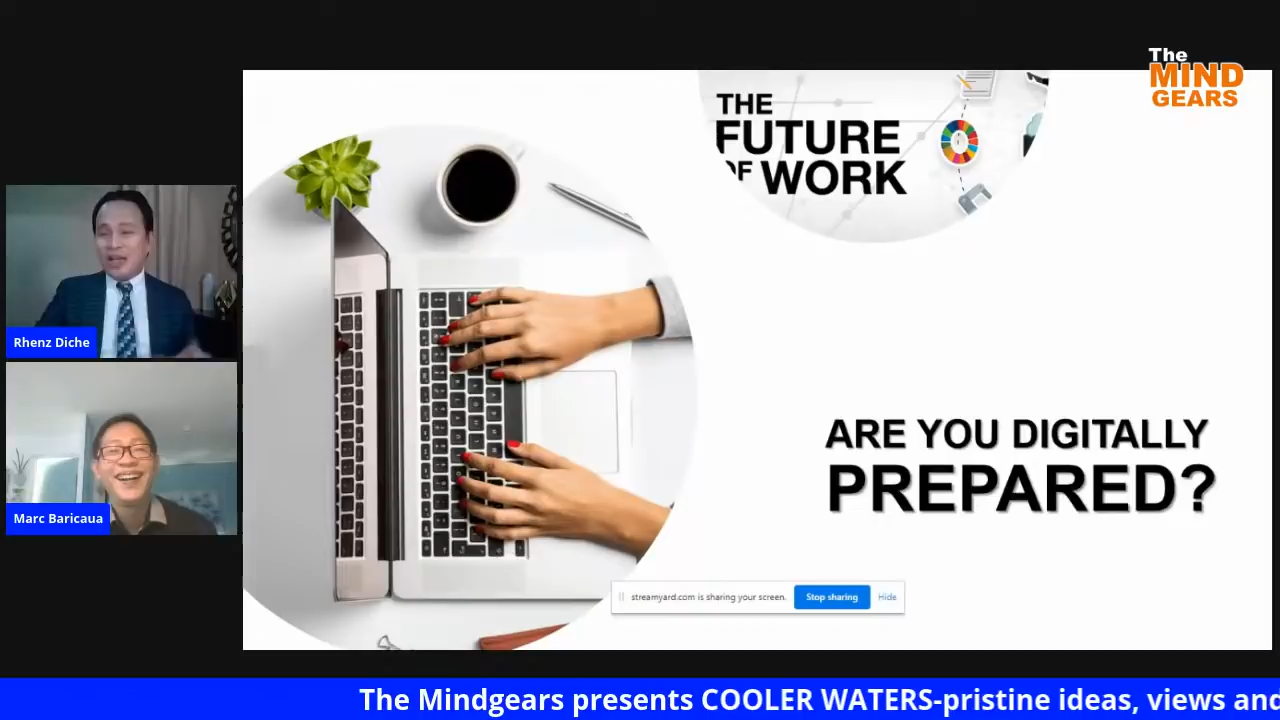 The
MIND
GEARS
THE
FUTURE
OF WORK
Rhenz Diche
Marc Baricaua
ARE YOU DIGITALLY
PREPARED?
streamyard.com is sharing your screen.
Stop sharing
Hide
The Mindgears presents COOLER WATERS-pristine ideas, views and